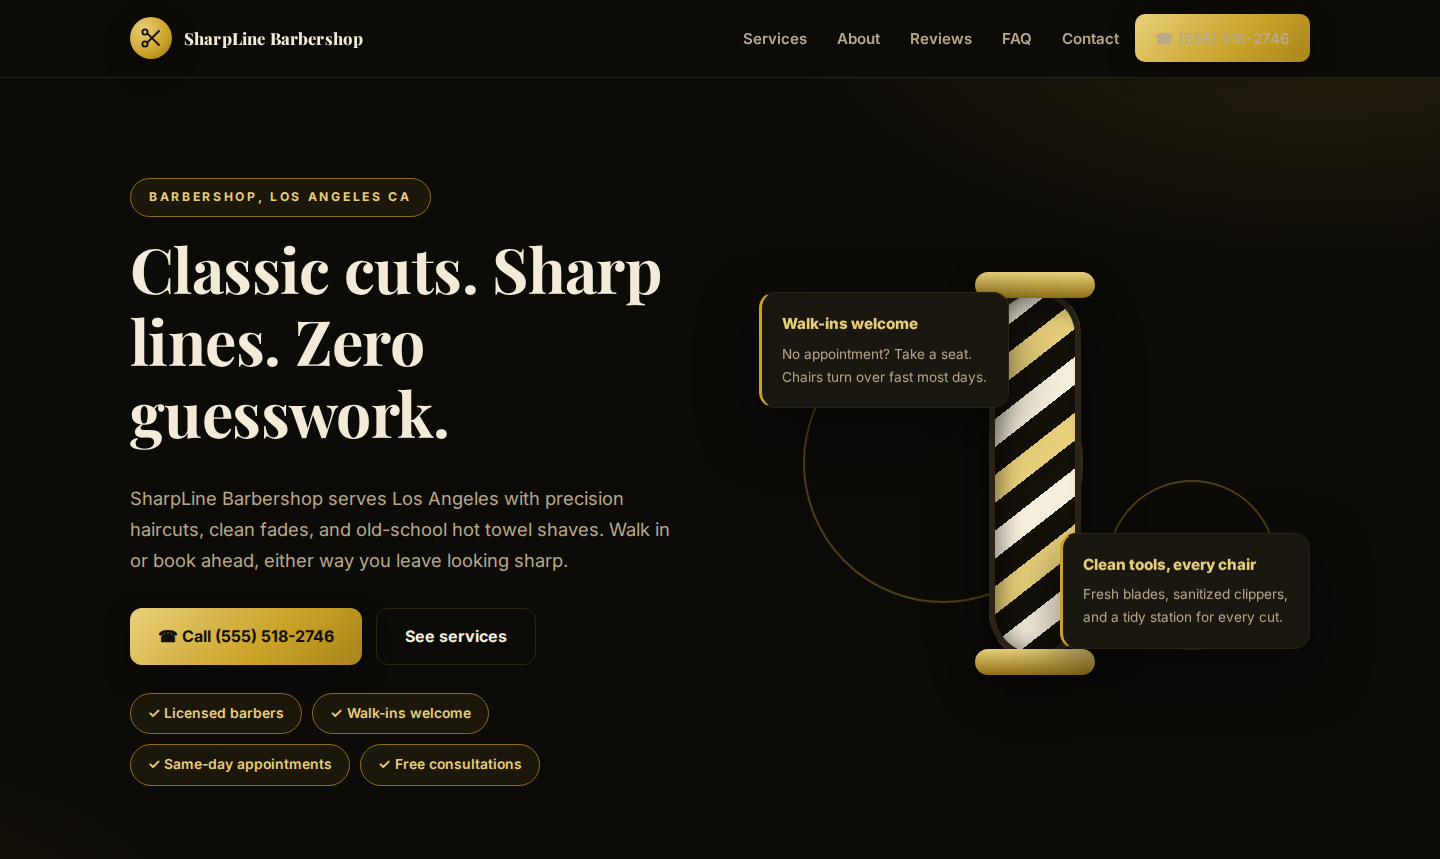 SharpLine Barbershop
Services
About
Reviews
FAQ
Contact
☎ (555) 518-2746
BARBERSHOP, LOS ANGELES CA
Classic cuts. Sharp
lines. Zero
guesswork.
SharpLine Barbershop serves Los Angeles with precision
haircuts, clean fades, and old-school hot towel shaves. Walk in
or book ahead, either way you leave looking sharp.
☎ Call (555) 518-2746
See services
✓ Licensed barbers
✓ Walk-ins welcome
✓ Same-day appointments
✓ Free consultations
Walk-ins welcome
No appointment? Take a seat.
Chairs turn over fast most days.
Clean tools, every chair
Fresh blades, sanitized clippers,
and a tidy station for every cut.